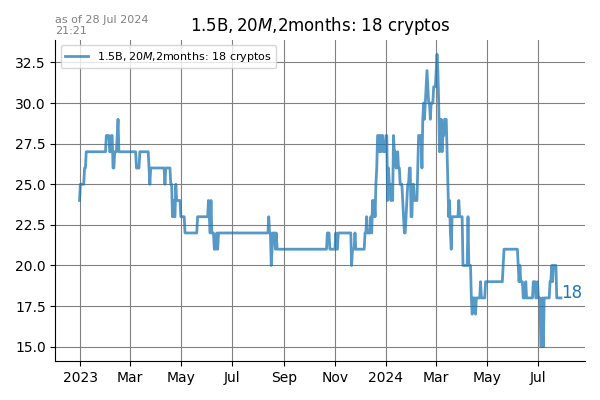 as of 28 Jul 2024
21:21
1.5B, 20M,2months: 18 cryptos
1.5B, 20M,2months: 18 cryptos
32.5
30.0
27.5
25.0
22.5
20.0
17.5
15.0
18
2023 Mar May Jul Sep Nov 2024 Mar May Jul